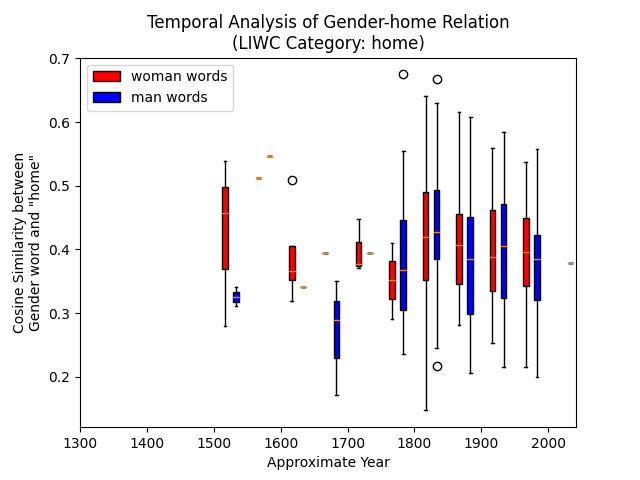 Temporal Analysis of Gender-home Relation
(LIWC Category: home)
woman words
man words
Cosine Similarity between
Gender word and "home"
0.7
0.6
0.5
0.4
0.3
0.2
1300 1400 1500 1600 1700 1800 1900 2000
Approximate Year